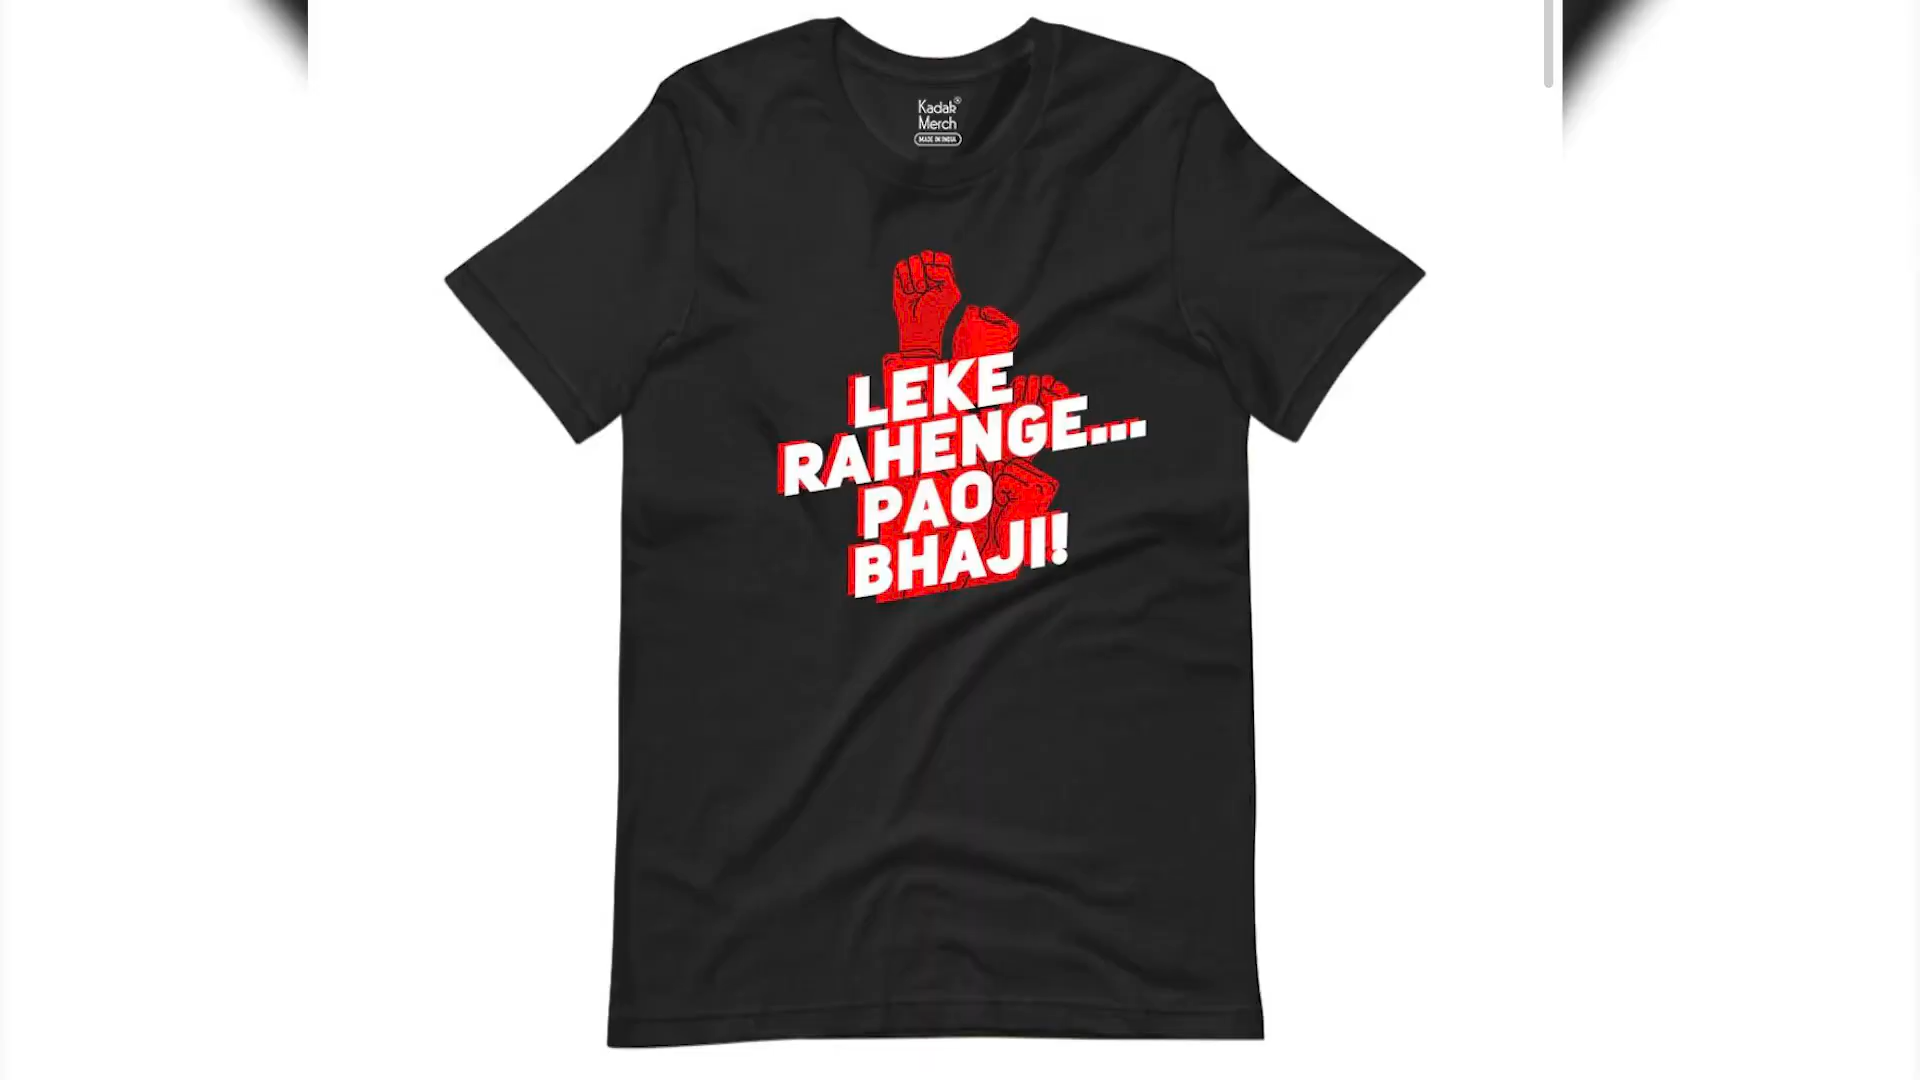 Kadak®
Merch
MADE IN INDIA
LEKE
RAHENGE...
PAO
BHAJI!